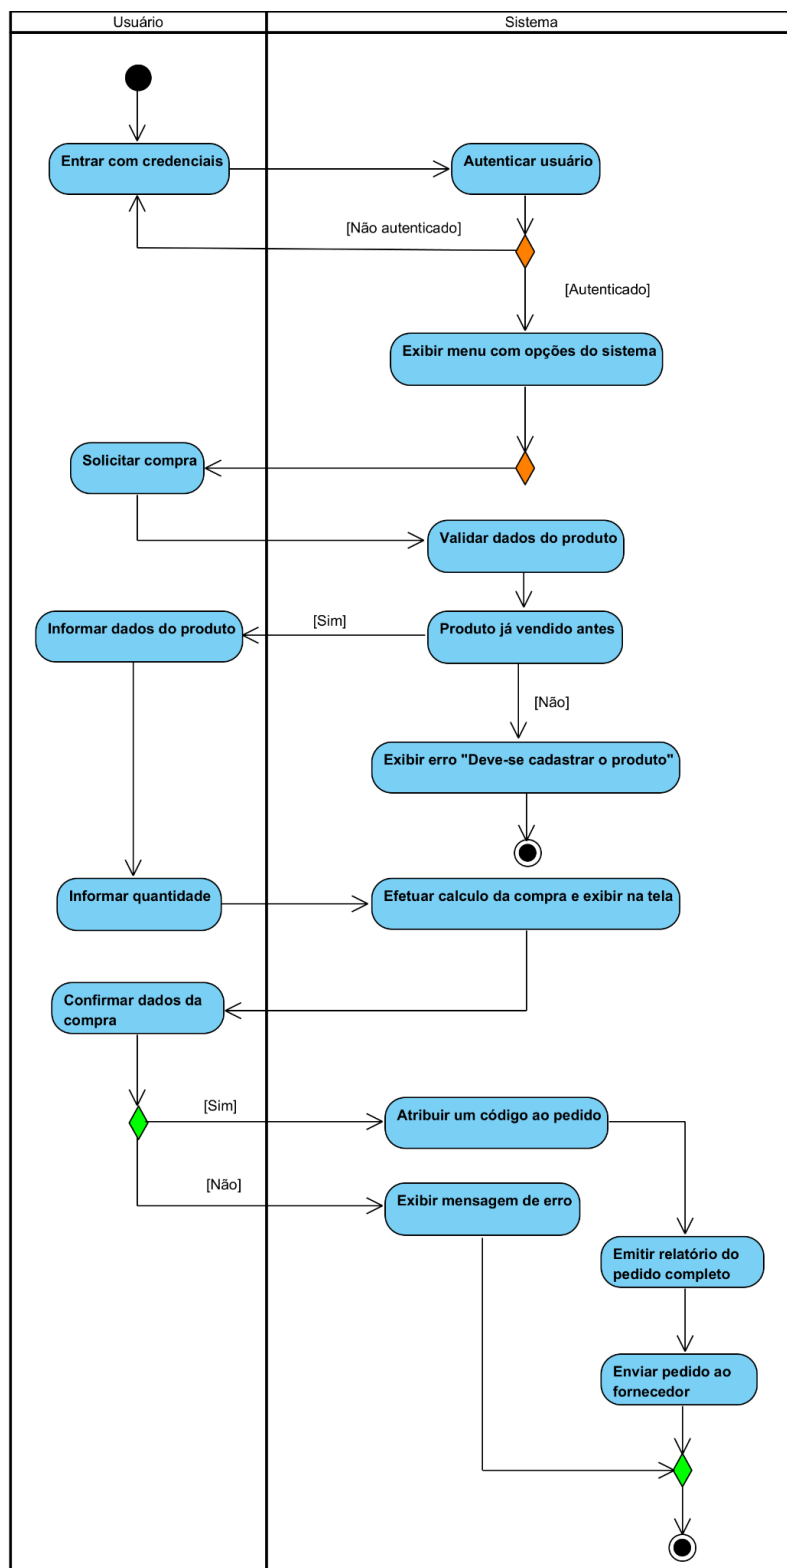 Usuário
Sistema
Entrar com credenciais
Autenticar usuário
[Não autenticado]
[Autenticado]
Exibir menu com opções do sistema
Solicitar compra
Validar dados do produto
Informar dados do produto
[Sim]
Produto já vendido antes
[Não]
Exibir erro "Deve-se cadastrar o produto"
Informar quantidade
Efetuar calculo da compra e exibir na tela
Confirmar dados da
compra
[Sim]
Atribuir um código ao pedido
[Não]
Exibir mensagem de erro
Emitir relatório do
pedido completo
Enviar pedido ao
fornecedor